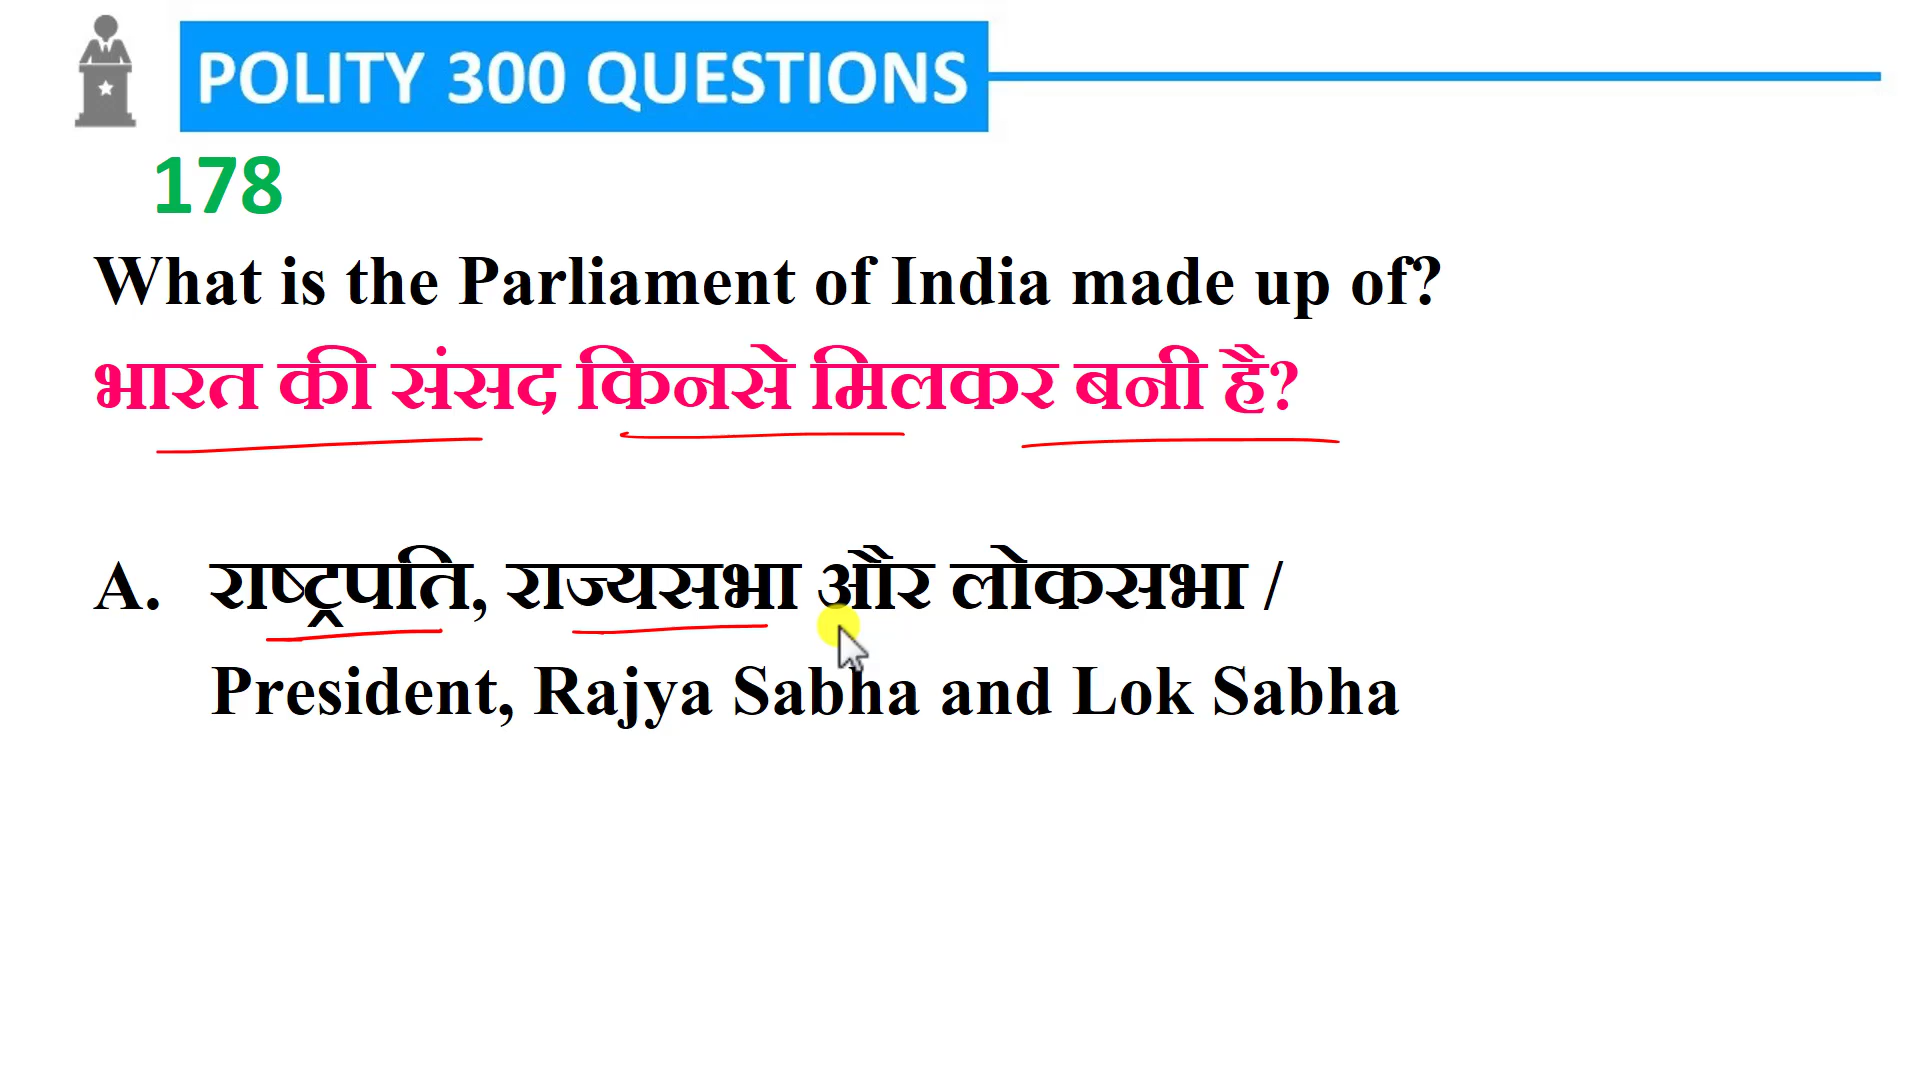 POLITY 300 QUESTIONS
178
What is the Parliament of India made up of?
भारत की संसद किनसे मिलकर बनी है?
A. राष्ट्रपति, राज्यसभा और लोकसभा /
President, Rajya Sabha and Lok Sabha